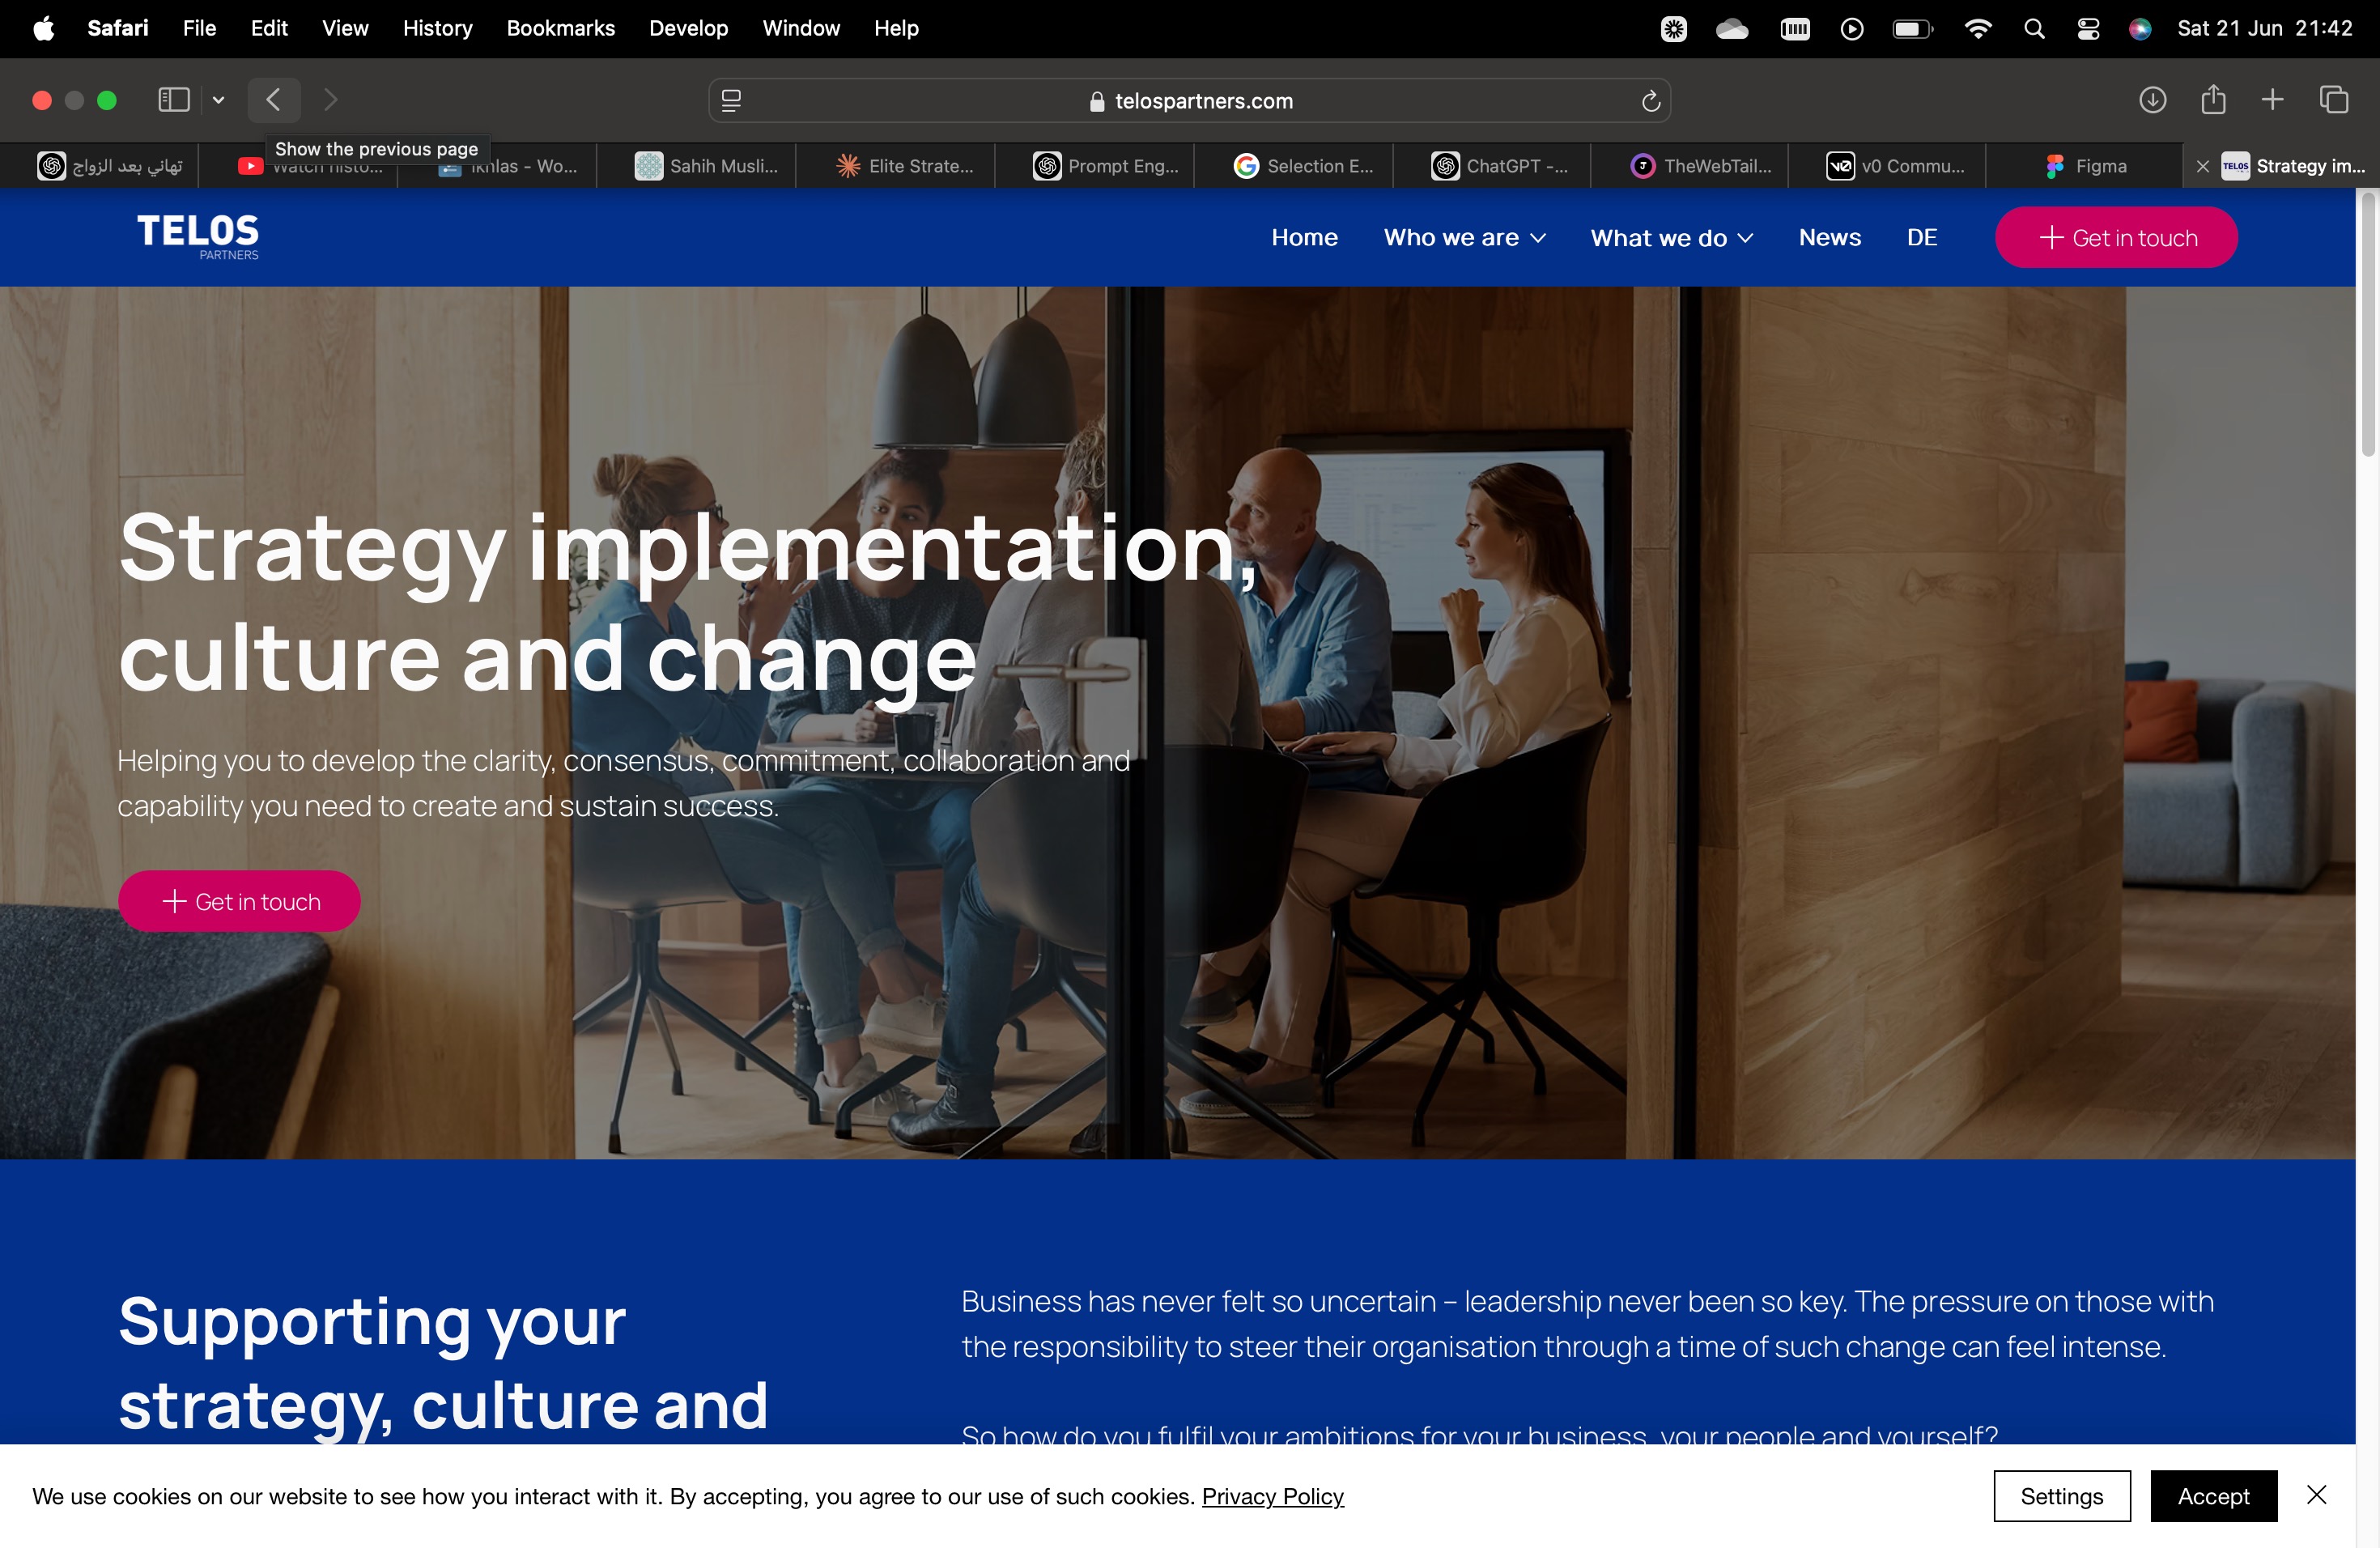 Safari File Edit View History Bookmarks Develop Window Help Sat 21 Jun 21:42
telospartners.com
Show the previous page
تهاني بعد الزواج Watch histo... Ikhlas - Wo... Sahih Musli... Elite Strate... Prompt Eng... Selection E... ChatGPT -... TheWebTail... v0 Commu... Figma Strategy im...
TELOS
PARTNERS
Home Who we are What we do News DE Get in touch
Strategy implementation,
culture and change
Helping you to develop the clarity, consensus, commitment, collaboration and
capability you need to create and sustain success.
Get in touch
Supporting your
strategy, culture and
Business has never felt so uncertain – leadership never been so key. The pressure on those with
the responsibility to steer their organisation through a time of such change can feel intense.
So how do you fulfil your ambitions for your business, your people and yourself?
We use cookies on our website to see how you interact with it. By accepting, you agree to our use of such cookies. Privacy Policy
Settings Accept